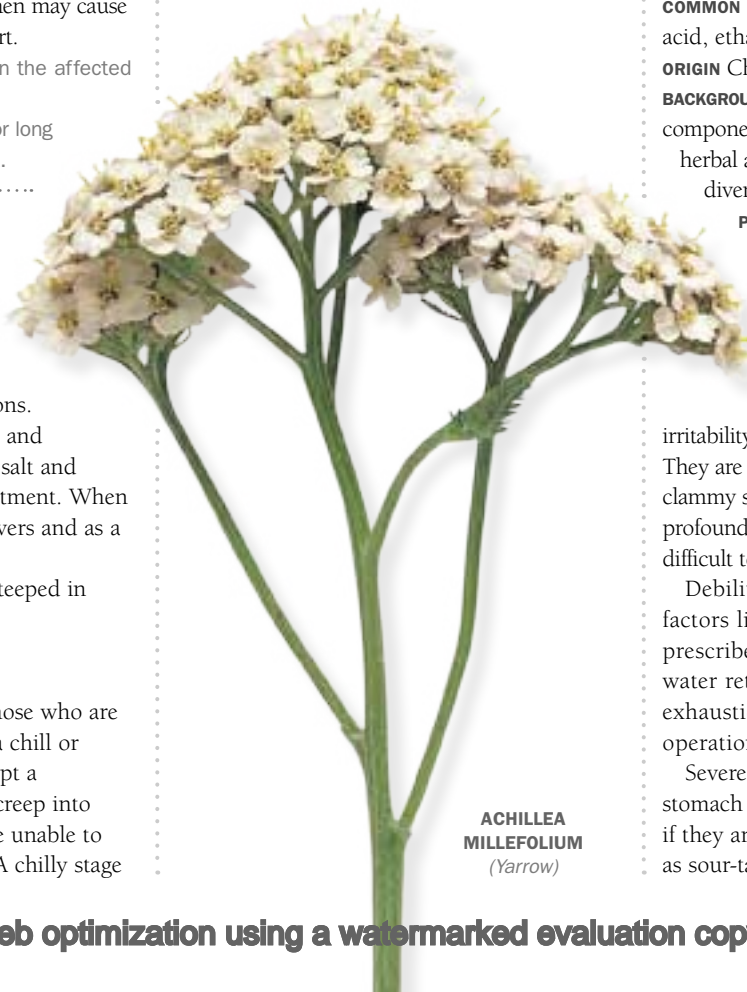 hen may cause
rt.
n the affected
or long
.
.....
ons.
and
salt and
tment. When
vers and as a
teeped in
hose who are
chill or
pt a
creep into
e unable to
A chilly stage
ACHILLEA
MILLEFOLIUM
(Yarrow)
COMMON
acid, etha
ORIGIN Ch
BACKGROU
compone
herbal a
diver
P
irritability
They are
clammy s
profound
difficult t
Debili
factors li
prescribe
water ret
exhausti
operation
Severe
stomach
if they ar
as sour-ta
eb optimization using a watermarked evaluation cop